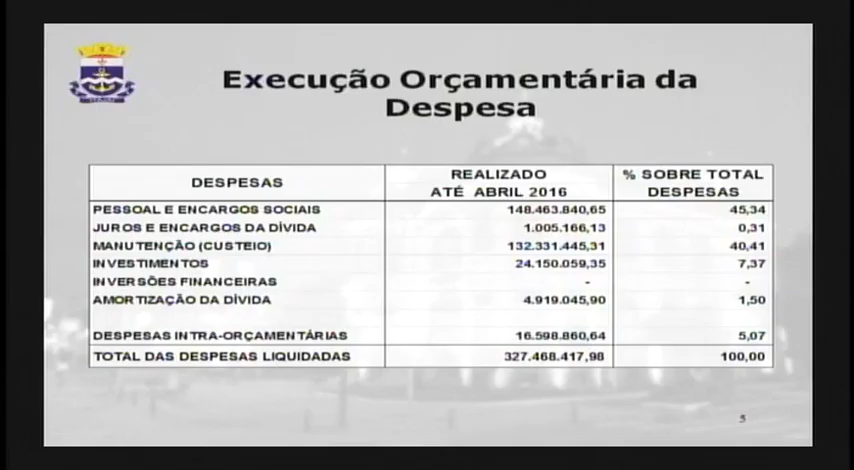 Execução Orçamentária da
Despesa
DESPESAS REALIZADO ATÉ ABRIL 2016 % SOBRE TOTAL DESPESAS
PESSOAL E ENCARGOS SOCIAIS 148.463.840,65 45,34
JUROS E ENCARGOS DA DÍVIDA 1.005.166,13 0,31
MANUTENÇÃO (CUSTEIO) 132.331.445,31 40,41
INVESTIMENTOS 24.150.059,35 7,37
INVERSÕES FINANCEIRAS - -
AMORTIZAÇÃO DA DÍVIDA 4.919.045,90 1,50
DESPESAS INTRA-ORÇAMENTÁRIAS 16.598.860,64 5,07
TOTAL DAS DESPESAS LIQUIDADAS 327.468.417,98 100,00
5